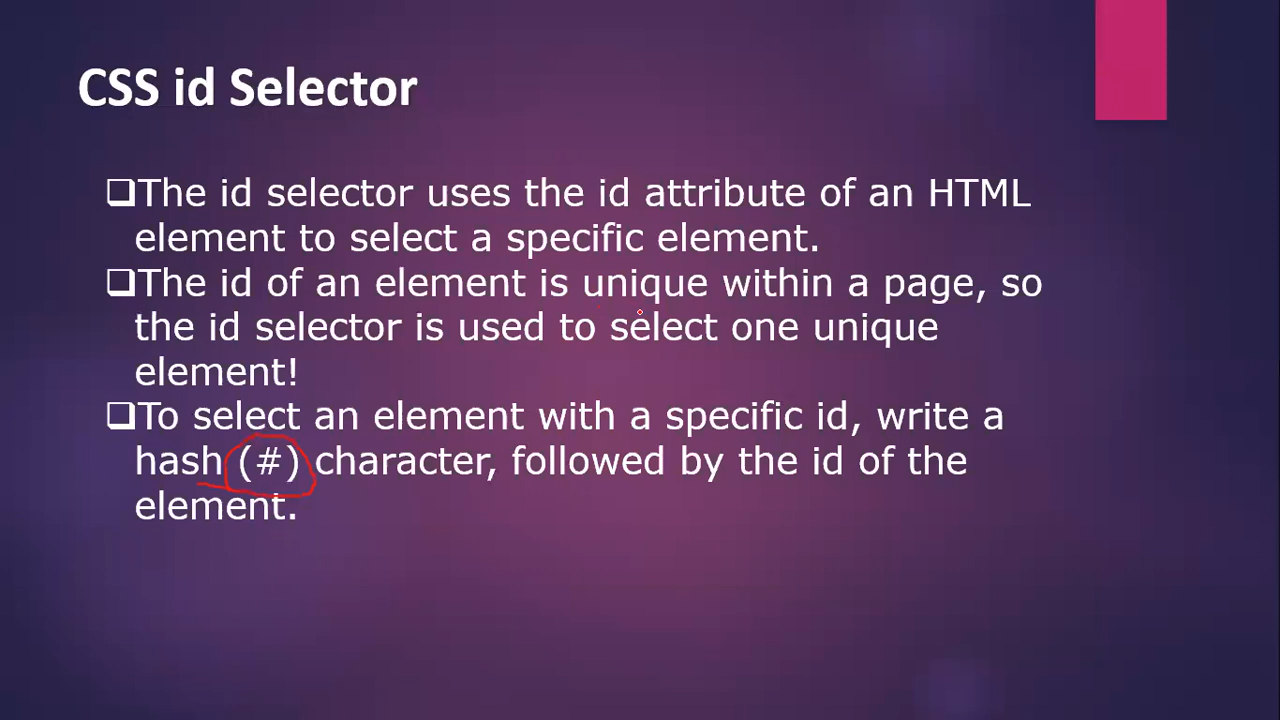 CSS id Selector
❑The id selector uses the id attribute of an HTML
element to select a specific element.
❑The id of an element is unique within a page, so
the id selector is used to select one unique
element!
❑To select an element with a specific id, write a
hash (#) character, followed by the id of the
element.